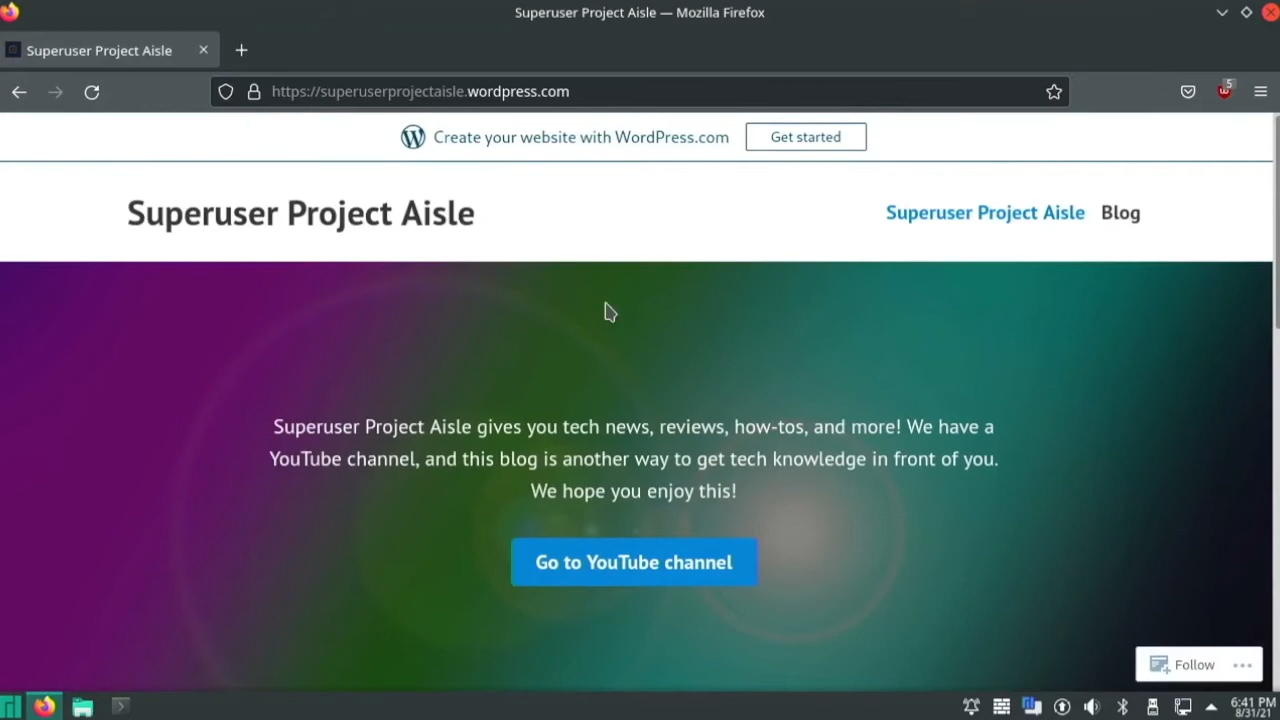 Superuser Project Aisle — Mozilla Firefox
Superuser Project Aisle
https://superuserprojectaisle.wordpress.com
5
Create your website with WordPress.com
Get started
Superuser Project Aisle
Superuser Project Aisle
Blog
Superuser Project Aisle gives you tech news, reviews, how-tos, and more! We have a
YouTube channel, and this blog is another way to get tech knowledge in front of you.
We hope you enjoy this!
Go to YouTube channel
Follow
6:41 PM
8/31/21